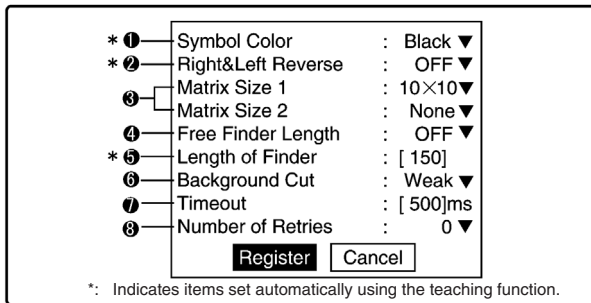 * ❶ Symbol Color : Black ▼
* ❷ Right&Left Reverse : OFF ▼
❸ Matrix Size 1 : 10×10▼
Matrix Size 2 : None▼
❹ Free Finder Length : OFF ▼
* ❺ Length of Finder : [ 150]
❻ Background Cut : Weak ▼
❼ Timeout : [ 500]ms
❽ Number of Retries : 0 ▼
Register Cancel
*: Indicates items set automatically using the teaching function.